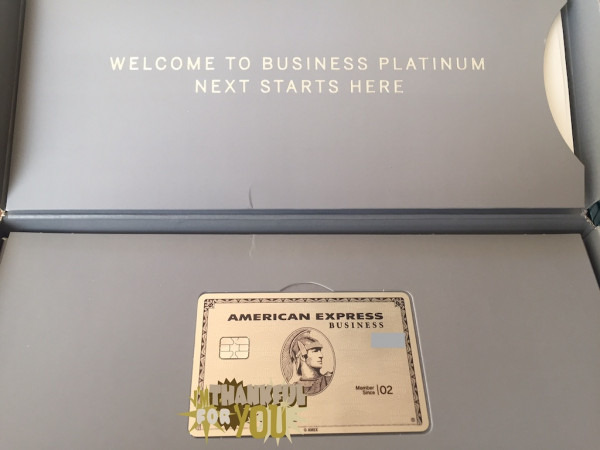 WELCOME TO BUSINESS PLATINUM
NEXT STARTS HERE
AMERICAN EXPRESS
BUSINESS
Member
Since 02
I'M THANKFUL
FOR YOU